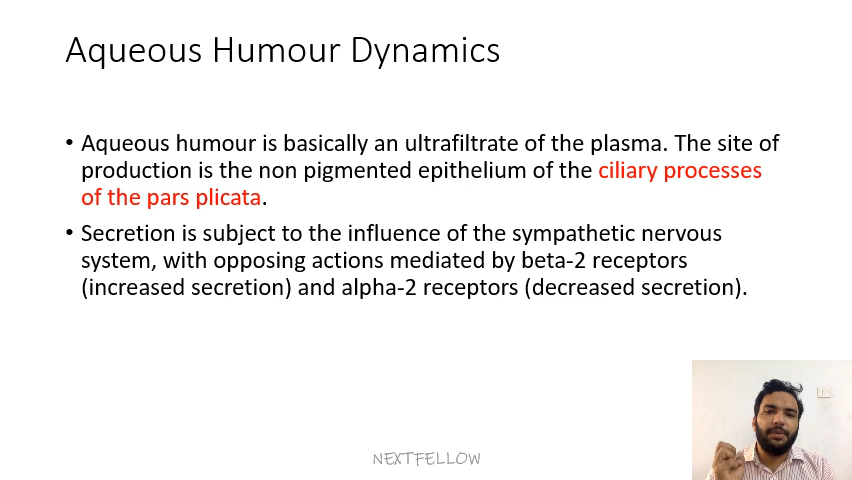 Aqueous Humour Dynamics
• Aqueous humour is basically an ultrafiltrate of the plasma. The site of
production is the non pigmented epithelium of the ciliary processes
of the pars plicata.
• Secretion is subject to the influence of the sympathetic nervous
system, with opposing actions mediated by beta-2 receptors
(increased secretion) and alpha-2 receptors (decreased secretion).
NEXTFELLOW